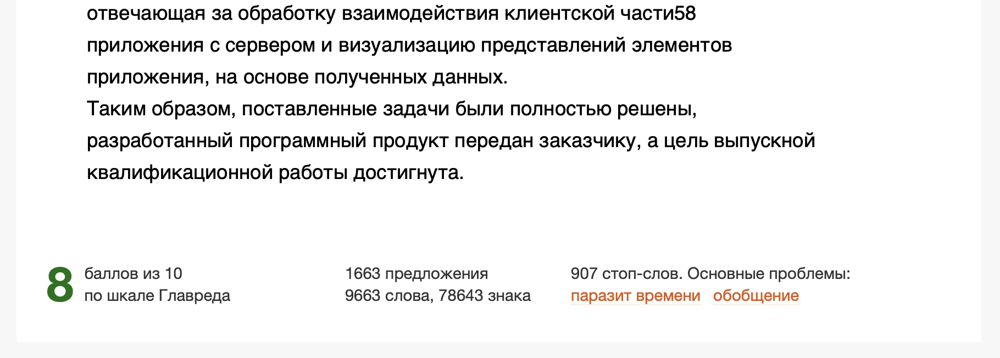 отвечающая за обработку взаимодействия клиентской части58
приложения с сервером и визуализацию представлений элементов
приложения, на основе полученных данных.
Таким образом, поставленные задачи были полностью решены,
разработанный программный продукт передан заказчику, а цель выпускной
квалификационной работы достигнута.
8 баллов из 10
по шкале Главреда
1663 предложения
9663 слова, 78643 знака
907 стоп-слов. Основные проблемы:
паразит времени обобщение